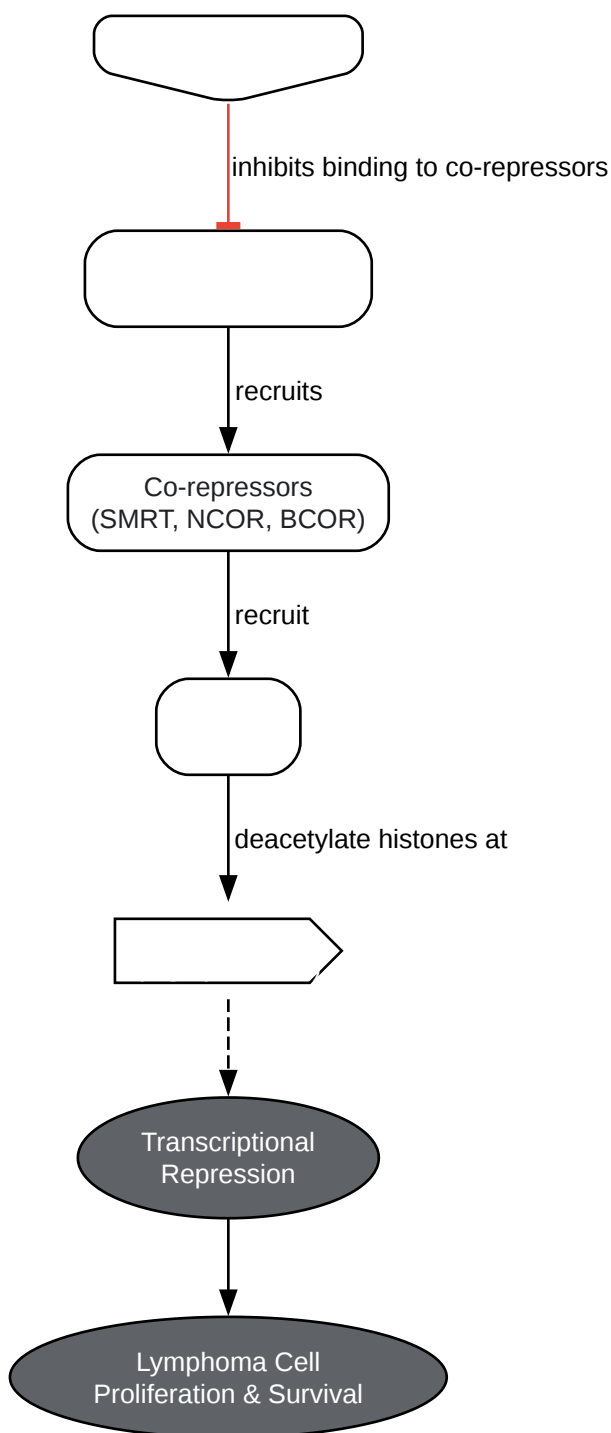 inhibits binding to co-repressors
recruits
Co-repressors
(SMRT, NCOR, BCOR)
recruit
deacetylate histones at
Transcriptional
Repression
Lymphoma Cell
Proliferation & Survival